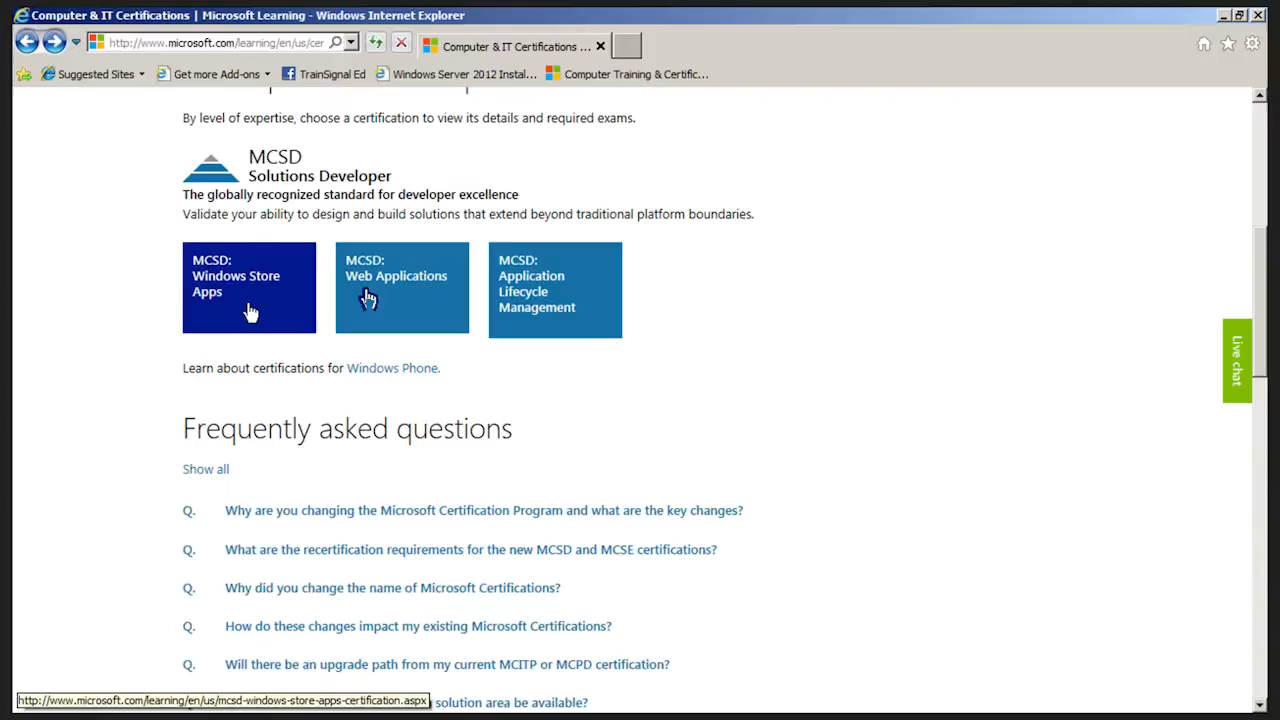 Computer & IT Certifications | Microsoft Learning - Windows Internet Explorer
http://www.microsoft.com/learning/en/us/cer
Computer & IT Certifications ...
Suggested Sites
Get more Add-ons
TrainSignal Ed
Windows Server 2012 Instal...
Computer Training & Certific...
By level of expertise, choose a certification to view its details and required exams.
MCSD
Solutions Developer
The globally recognized standard for developer excellence
Validate your ability to design and build solutions that extend beyond traditional platform boundaries.
MCSD:
Windows Store
Apps
MCSD:
Web Applications
MCSD:
Application
Lifecycle
Management
Live chat
Learn about certifications for Windows Phone.
Frequently asked questions
Show all
Q. Why are you changing the Microsoft Certification Program and what are the key changes?
Q. What are the recertification requirements for the new MCSD and MCSE certifications?
Q. Why did you change the name of Microsoft Certifications?
Q. How do these changes impact my existing Microsoft Certifications?
Q. Will there be an upgrade path from my current MCITP or MCPD certification?
solution area be available?
http://www.microsoft.com/learning/en/us/mcsd-windows-store-apps-certification.aspx